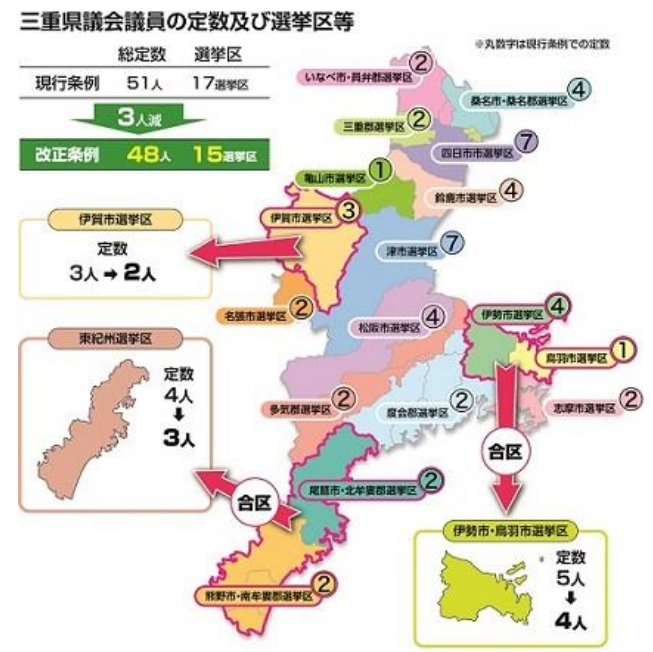 三重県議会議員の定数及び選挙区等
※丸数字は現行条例での定数
総定数 選挙区
現行条例 51人 17選挙区
3人減
改正条例 48人 15選挙区
いなべ市・員弁郡選挙区②
桑名市・桑名郡選挙区④
三重郡選挙区②
四日市市選挙区⑦
亀山市選挙区①
鈴鹿市選挙区④
伊賀市選挙区③
津市選挙区⑦
伊賀市選挙区
定数
3人➡2人
名張市選挙区②
松阪市選挙区④
伊勢市選挙区④
鳥羽市選挙区①
東紀州選挙区
定数
4人
⬇
3人
多気郡選挙区②
度会郡選挙区②
志摩市選挙区②
合区
尾鷲市・北牟婁郡選挙区②
合区
伊勢市・鳥羽市選挙区
定数
5人
⬇
4人
熊野市・南牟婁郡選挙区②